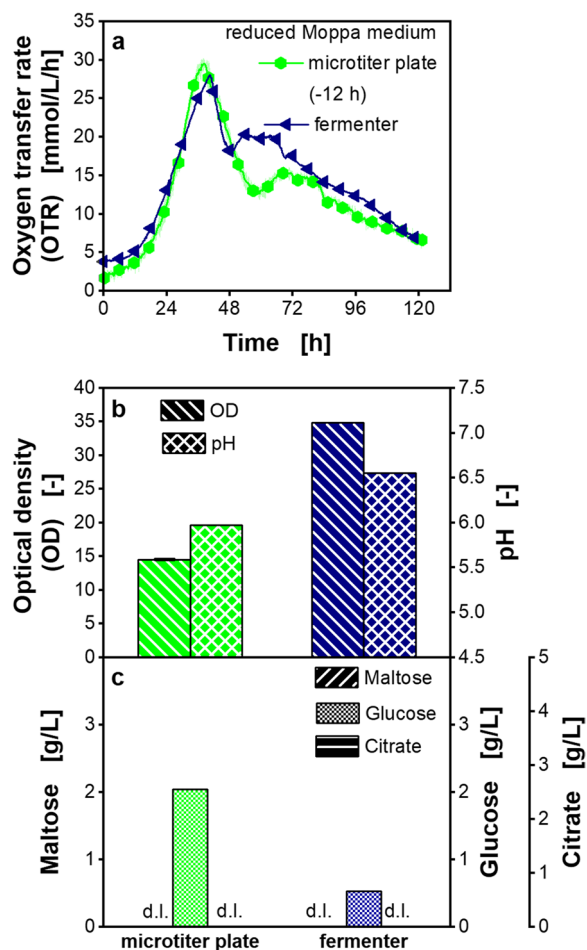 a
reduced Moppa medium
microtiter plate
(-12 h)
fermenter
Oxygen transfer rate
(OTR) [mmol/L/h]
35
30
25
20
15
10
5
0
0 24 48 72 96 120
Time [h]
b
OD
pH
Optical density
(OD) [-]
40
35
30
25
20
15
10
5
0
7.5
7.0
6.5
6.0
5.5
5.0
4.5
pH [-]
c
Maltose
Glucose
Citrate
Maltose [g/L]
3
2
1
0
3
2
1
0
Glucose [g/L]
5
4
3
2
1
0
Citrate [g/L]
d.l. d.l. d.l. d.l.
microtiter plate fermenter